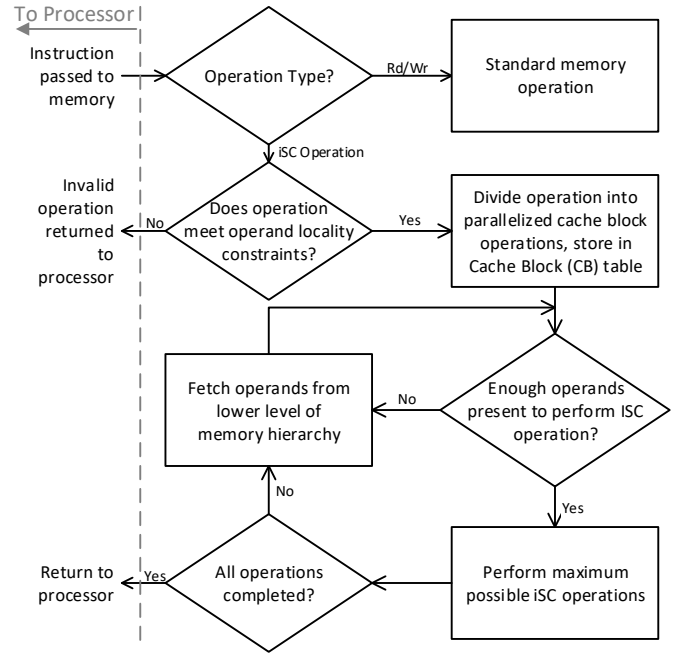 To Processor
Instruction
passed to
memory
Operation Type?
Rd/Wr
Standard memory
operation
iSC Operation
Invalid
operation
returned
to
processor
No
Does operation
meet operand locality
constraints?
Yes
Divide operation into
parallelized cache block
operations, store in
Cache Block (CB) table
Fetch operands from
lower level of
memory hierarchy
No
Enough operands
present to perform ISC
operation?
No
Yes
Return to
processor
Yes
All operations
completed?
Perform maximum
possible iSC operations